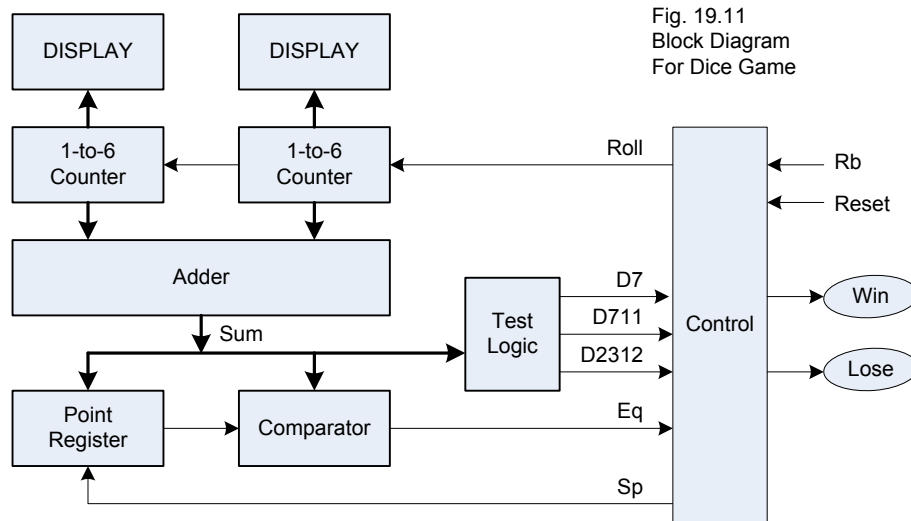 Fig. 19.11
Block Diagram
For Dice Game
DISPLAY
DISPLAY
1-to-6
Counter
1-to-6
Counter
Roll
Rb
Reset
Adder
Sum
Test
Logic
D7
D711
D2312
Control
Win
Lose
Point
Register
Comparator
Eq
Sp